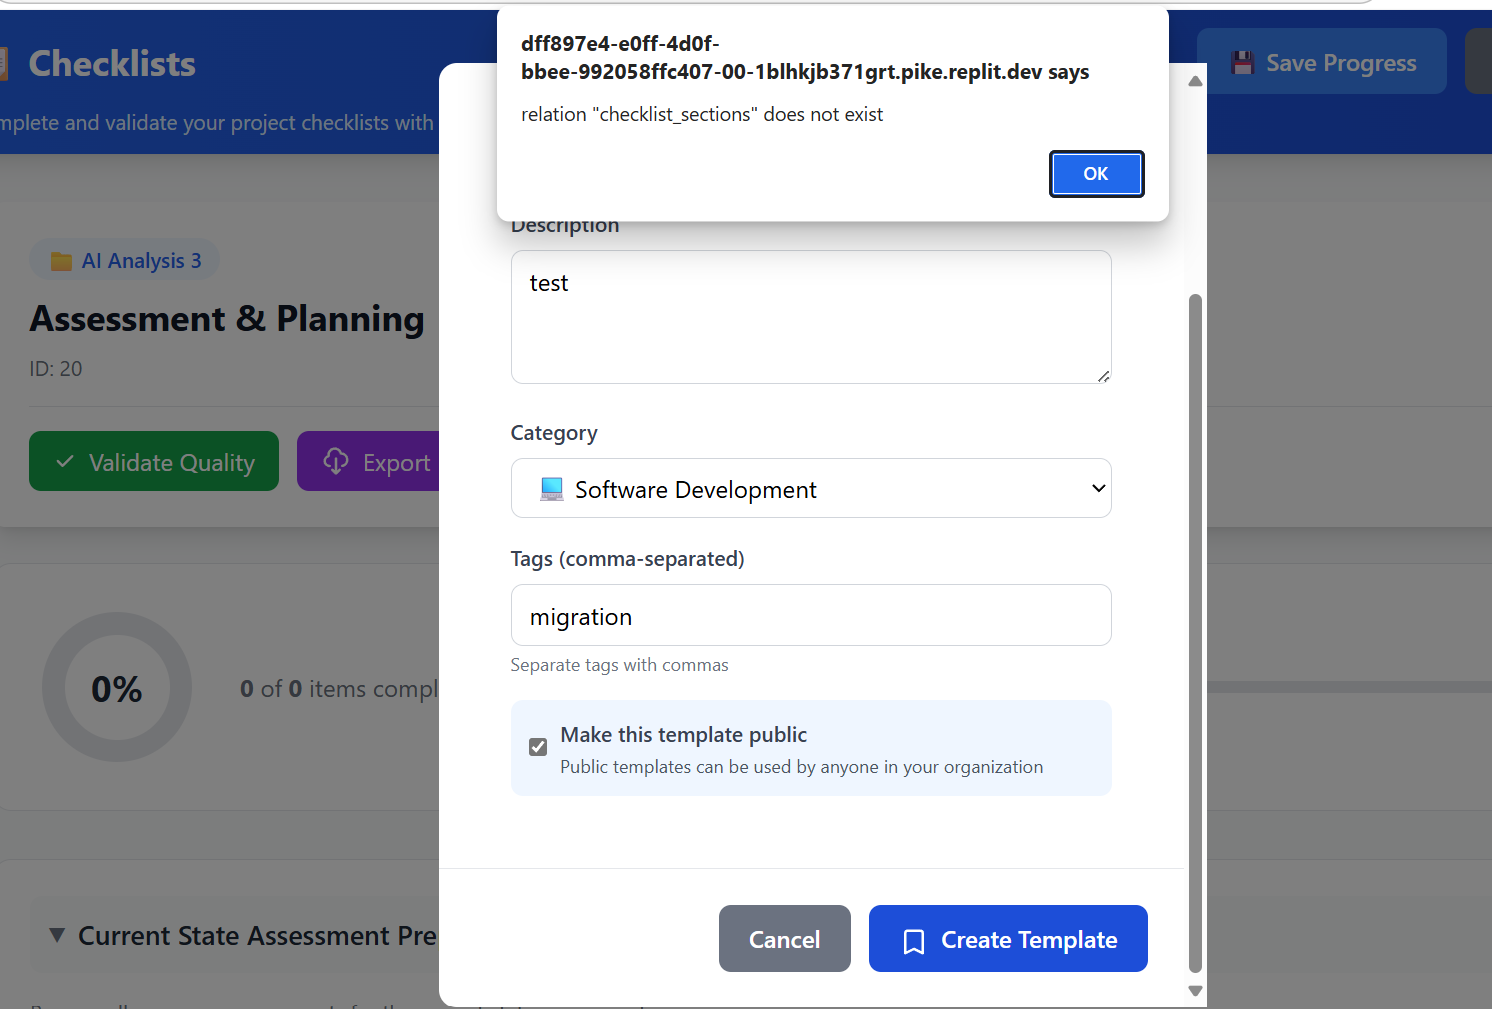 dff897e4-e0ff-4d0f-
bbee-992058ffc407-00-1blhkjb371grt.pike.replit.dev says
relation "checklist_sections" does not exist
OK
Checklists
Save Progress
and validate your project checklists with
Description
test
AI Analysis 3
Assessment & Planning
ID: 20
Category
Validate Quality
Export
Software Development
Tags (comma-separated)
migration
Separate tags with commas
0%
0 of 0 items compl
Make this template public
Public templates can be used by anyone in your organization
Current State Assessment Pre
Cancel
Create Template